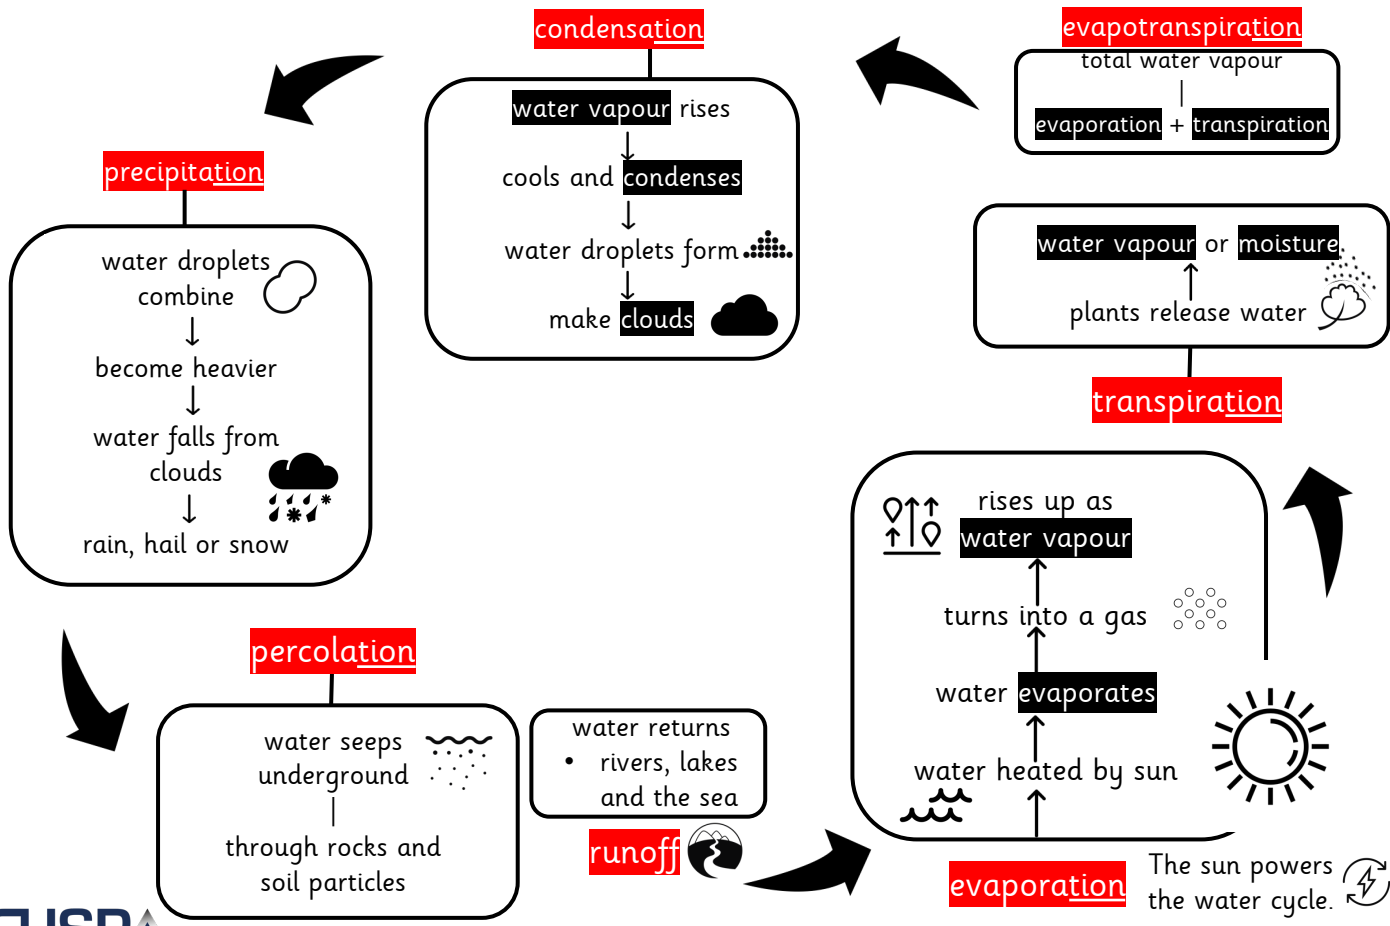 condensation
water vapour rises
cools and condenses
water droplets form
make clouds
evapotranspiration
total water vapour
evaporation + transpiration
water vapour or moisture
plants release water
transpiration
precipitation
water droplets
combine
become heavier
water falls from
clouds
rain, hail or snow
percolation
water seeps
underground
through rocks and
soil particles
water returns
• rivers, lakes
and the sea
runoff
rises up as
water vapour
turns into a gas
water evaporates
water heated by sun
evaporation
The sun powers
the water cycle.